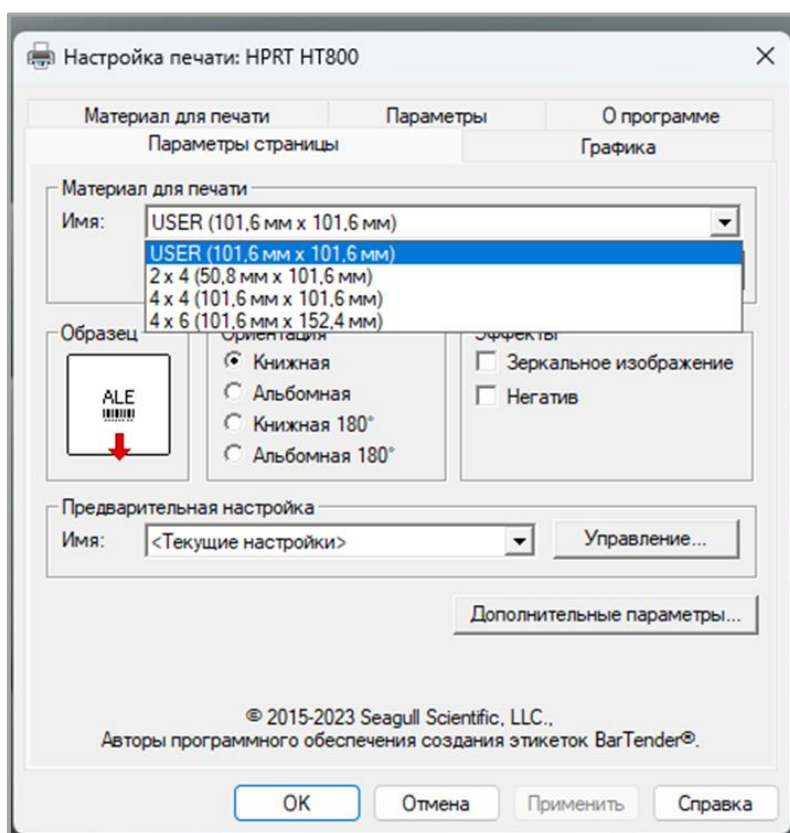 Настройка печати: HPRT HT800
Материал для печати Параметры О программе
Параметры страницы Графика
Материал для печати
Имя: USER (101,6 мм x 101,6 мм)
USER (101,6 мм x 101,6 мм)
2 x 4 (50,8 мм x 101,6 мм)
4 x 4 (101,6 мм x 101,6 мм)
4 x 6 (101,6 мм x 152,4 мм)
Образец Ориентация Эффекты
Книжная Зеркальное изображение
ALE Альбомная Негатив
Книжная 180°
Альбомная 180°
Предварительная настройка
Имя: <Текущие настройки> Управление...
Дополнительные параметры...
© 2015-2023 Seagull Scientific, LLC.,
Авторы программного обеспечения создания этикеток BarTender®.
OK Отмена Применить Справка